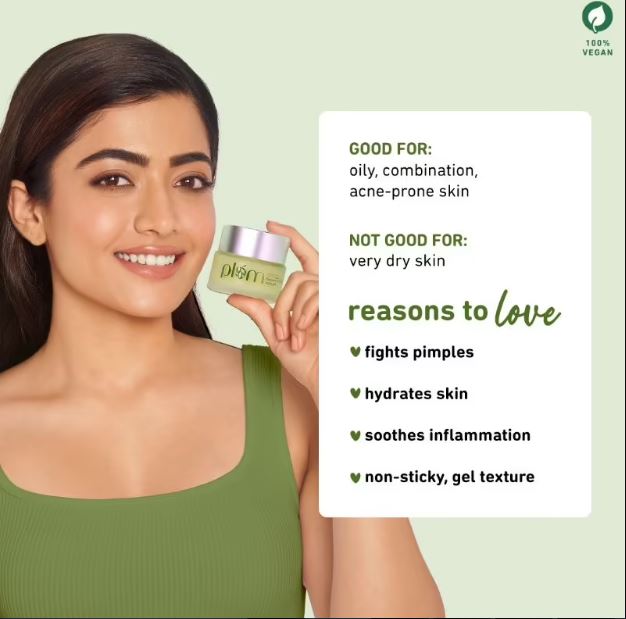 100%
VEGAN
GOOD FOR:
oily, combination,
acne-prone skin
NOT GOOD FOR:
very dry skin
reasons to love
fights pimples
hydrates skin
soothes inflammation
non-sticky, gel texture
plum